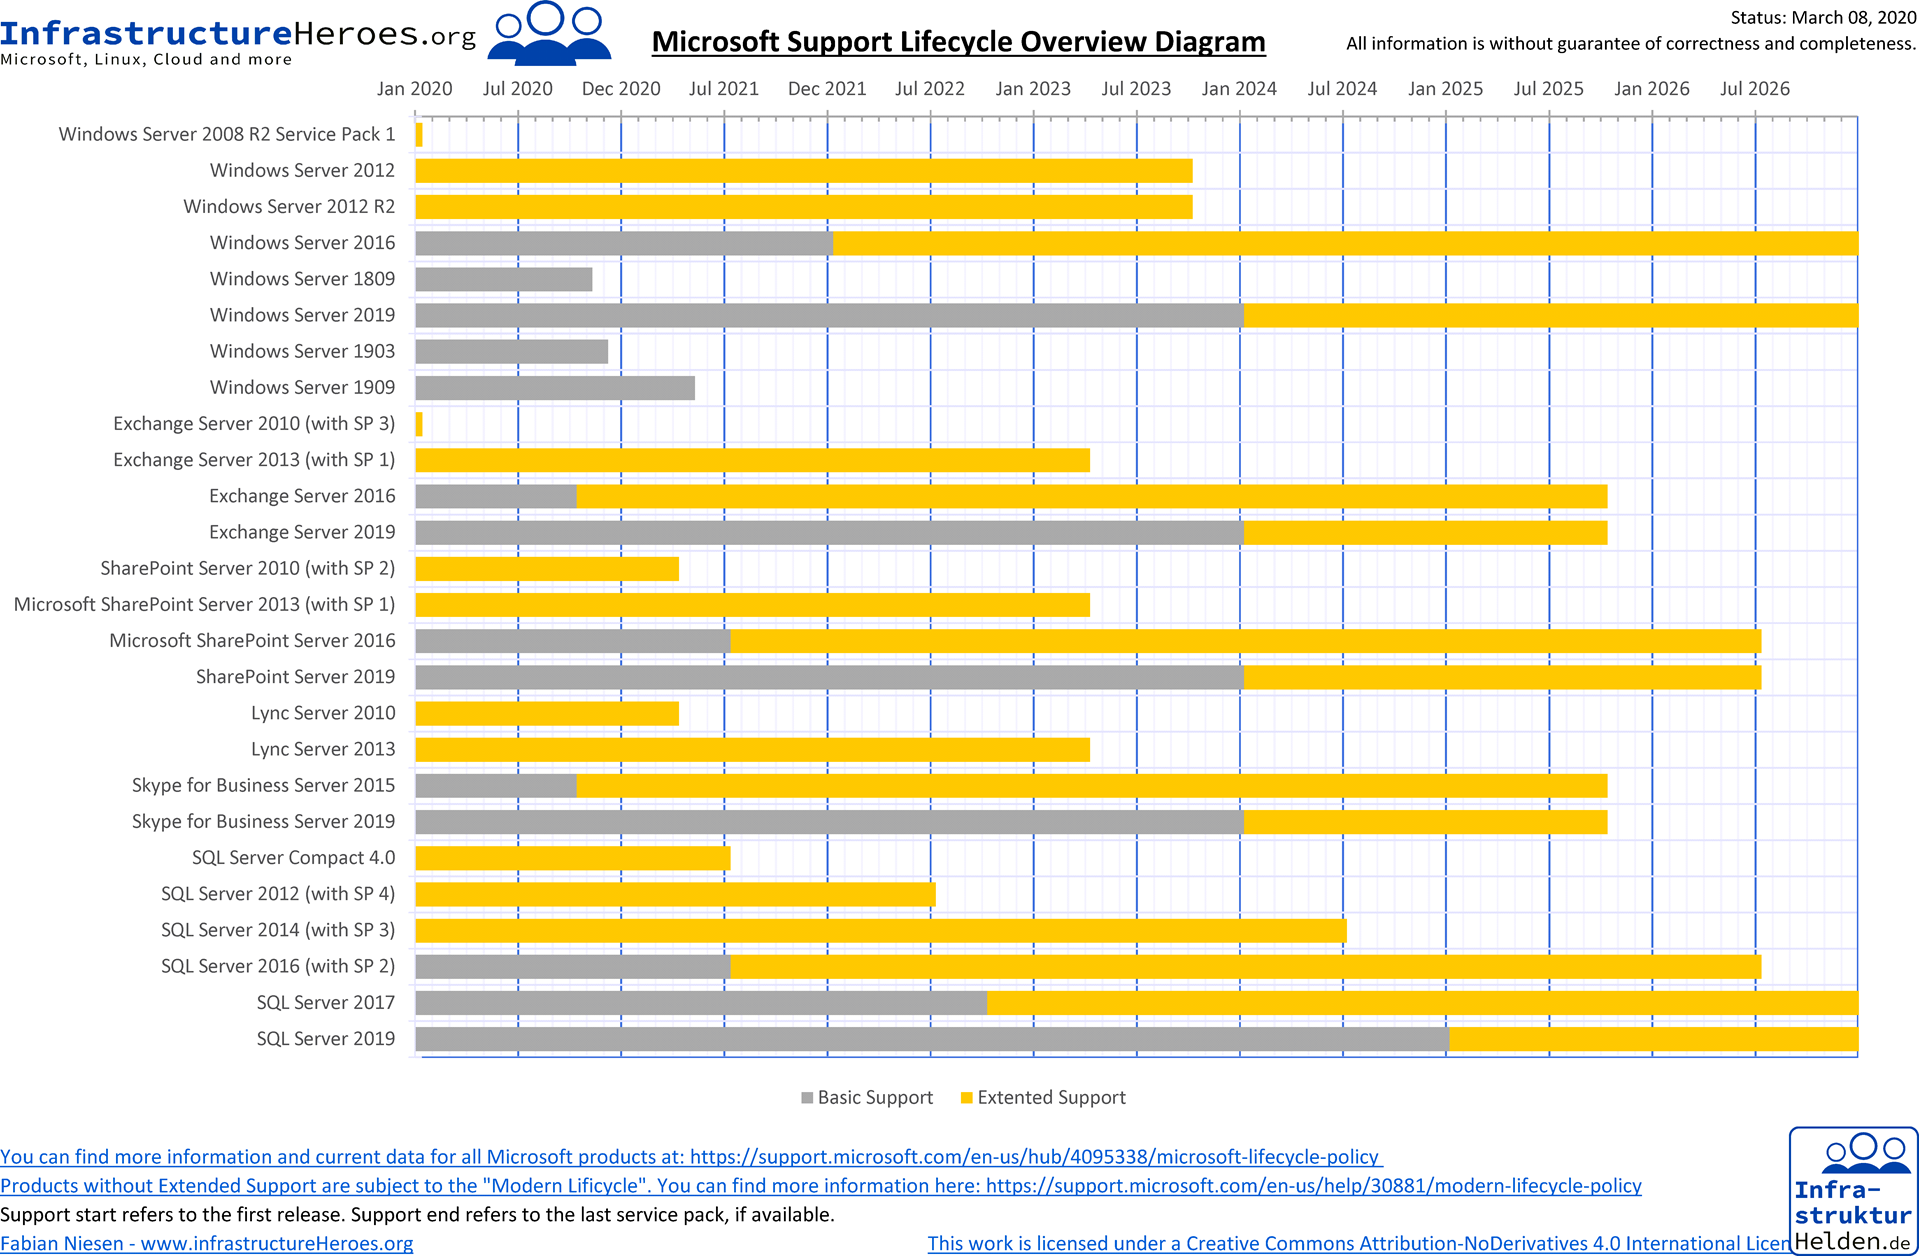 InfrastructureHeroes.org
Microsoft, Linux, Cloud and more
Microsoft Support Lifecycle Overview Diagram
Status: March 08, 2020
All information is without guarantee of correctness and completeness.
Jan 2020 Jul 2020 Dec 2020 Jul 2021 Dec 2021 Jul 2022 Jan 2023 Jul 2023 Jan 2024 Jul 2024 Jan 2025 Jul 2025 Jan 2026 Jul 2026
Windows Server 2008 R2 Service Pack 1
Windows Server 2012
Windows Server 2012 R2
Windows Server 2016
Windows Server 1809
Windows Server 2019
Windows Server 1903
Windows Server 1909
Exchange Server 2010 (with SP 3)
Exchange Server 2013 (with SP 1)
Exchange Server 2016
Exchange Server 2019
SharePoint Server 2010 (with SP 2)
Microsoft SharePoint Server 2013 (with SP 1)
Microsoft SharePoint Server 2016
SharePoint Server 2019
Lync Server 2010
Lync Server 2013
Skype for Business Server 2015
Skype for Business Server 2019
SQL Server Compact 4.0
SQL Server 2012 (with SP 4)
SQL Server 2014 (with SP 3)
SQL Server 2016 (with SP 2)
SQL Server 2017
SQL Server 2019
Basic Support Extented Support
You can find more information and current data for all Microsoft products at: https://support.microsoft.com/en-us/hub/4095338/microsoft-lifecycle-policy
Products without Extended Support are subject to the "Modern Lificycle". You can find more information here: https://support.microsoft.com/en-us/help/30881/modern-lifecycle-policy
Support start refers to the first release. Support end refers to the last service pack, if available.
Fabian Niesen - www.infrastructureHeroes.org
This work is licensed under a Creative Commons Attribution-NoDerivatives 4.0 International Licen
Infra-
struktur
Helden.de